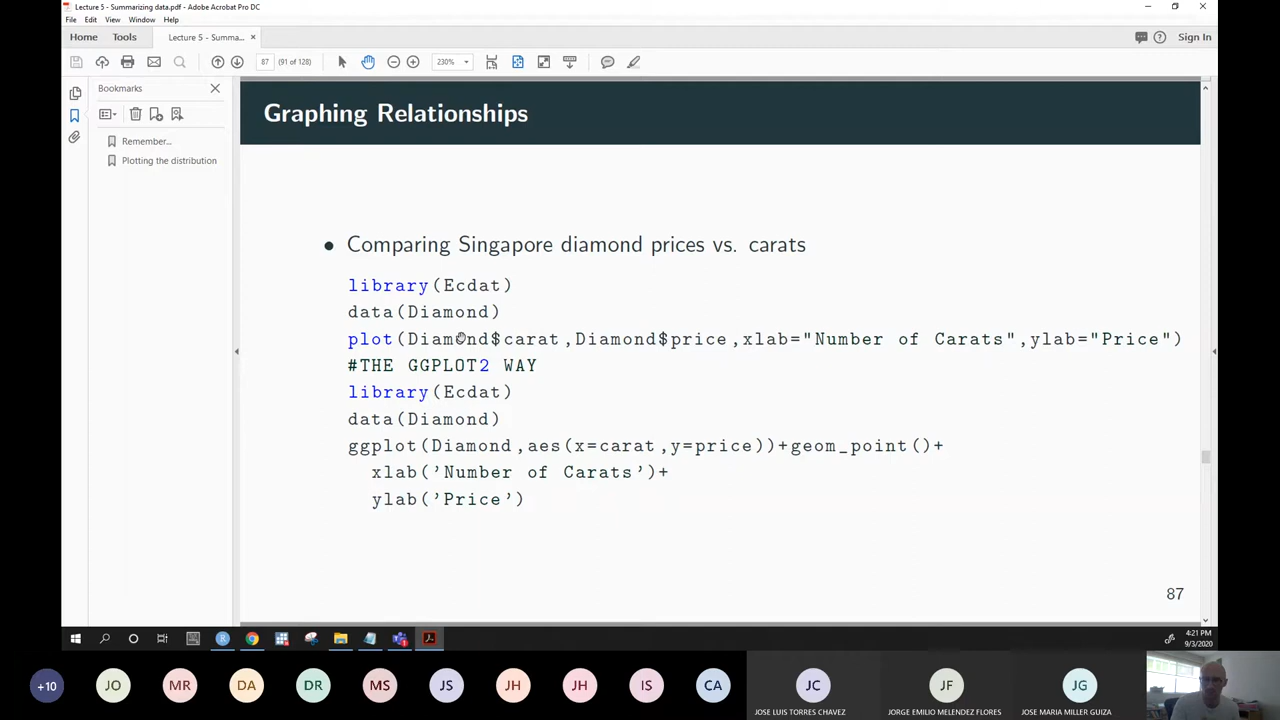 Lecture 5 - Summarizing data.pdf - Adobe Acrobat Pro DC
File Edit View Window Help
Home Tools Lecture 5 - Summa... ×
Sign In
87 (91 of 128) 230%
Bookmarks
Remember...
Plotting the distribution
Graphing Relationships
• Comparing Singapore diamond prices vs. carats
library(Ecdat)
data(Diamond)
plot(Diamond$carat,Diamond$price,xlab="Number of Carats",ylab="Price")
#THE GGPLOT2 WAY
library(Ecdat)
data(Diamond)
ggplot(Diamond,aes(x=carat,y=price))+geom_point()+
xlab('Number of Carats')+
ylab('Price')
87
4:21 PM
9/3/2020
+10 JO MR DA DR MS JS JH JH IS CA JC JF JG
JOSE LUIS TORRES CHAVEZ JORGE EMILIO MELENDEZ FLORES JOSE MARIA MILLER GUIZA